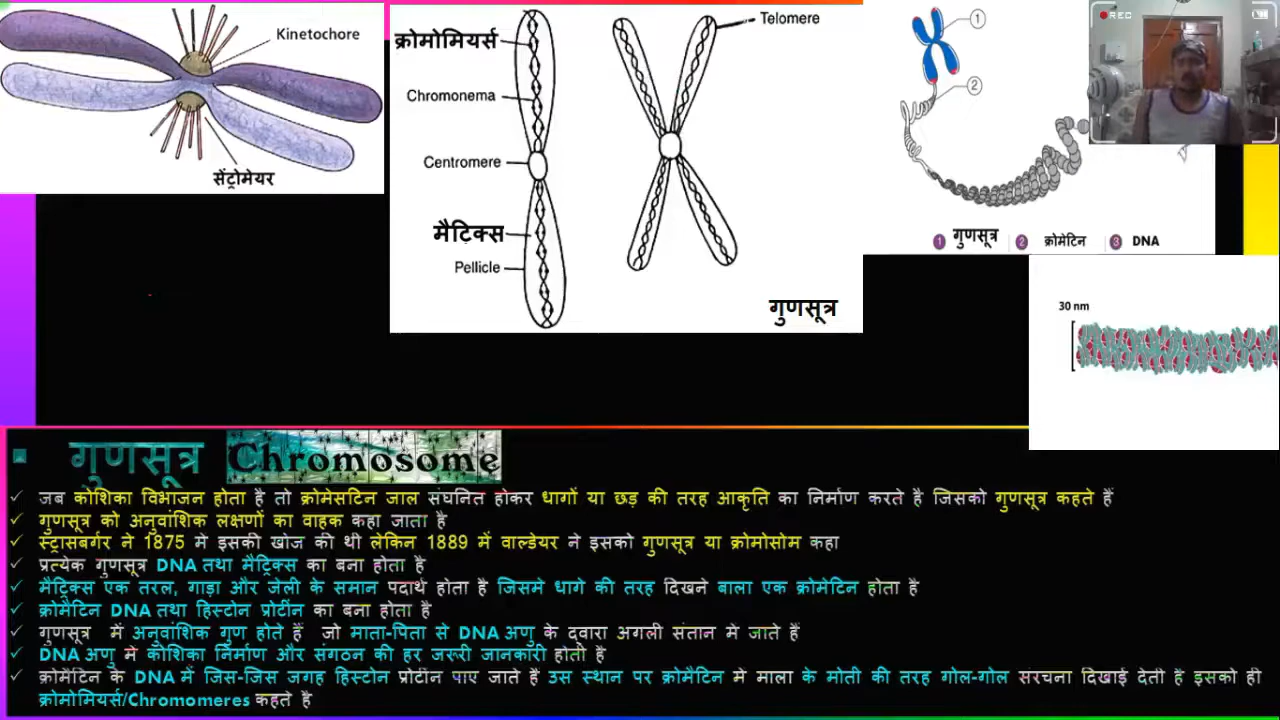 Kinetochore
सेंट्रोमेयर
क्रोमोमियर्स
Chromonema
Centromere
मैट्रिक्स
Pellicle
Telomere
गुणसूत्र
1
2
REC
1 गुणसूत्र 2 क्रोमेटिन 3 DNA
30 nm
गुणसूत्र Chromosome
जब कोशिका विभाजन होता है तो क्रोमेसटिन जाल संघनित होकर धागों या छड़ की तरह आकृति का निर्माण करते है जिसको गुणसूत्र कहते हैं
गुणसूत्र को अनुवांशिक लक्षणों का वाहक कहा जाता है
स्ट्रासबर्गर ने 1875 मे इसकी खोज की थी लेकिन 1889 में वाल्डेयर ने इसको गुणसूत्र या क्रोमोसोम कहा
प्रत्येक गुणसूत्र DNA तथा मैट्रिक्स का बना होता है
मैट्रिक्स एक तरल, गाड़ा और जेली के समान पदार्थ होता है जिसमे धागे की तरह दिखने बाला एक क्रोमेटिन होता है
क्रोमैटिन DNA तथा हिस्टोन प्रोटीन का बना होता है
गुणसूत्र में अनुवांशिक गुण होते हैं जो माता-पिता से DNA अणु के द्वारा अगली संतान मे जाते हैं
DNA अणु मे कोशिका निर्माण और संगठन की हर जरूरी जानकारी होती है
क्रोमैटिन के DNA में जिस-जिस जगह हिस्टोन प्रोटीन पाए जाते हैं उस स्थान पर क्रोमैटिन मे माला के मोती की तरह गोल-गोल संरचना दिखाई देती है इसको ही
क्रोमोमियर्स/Chromomeres कहते है